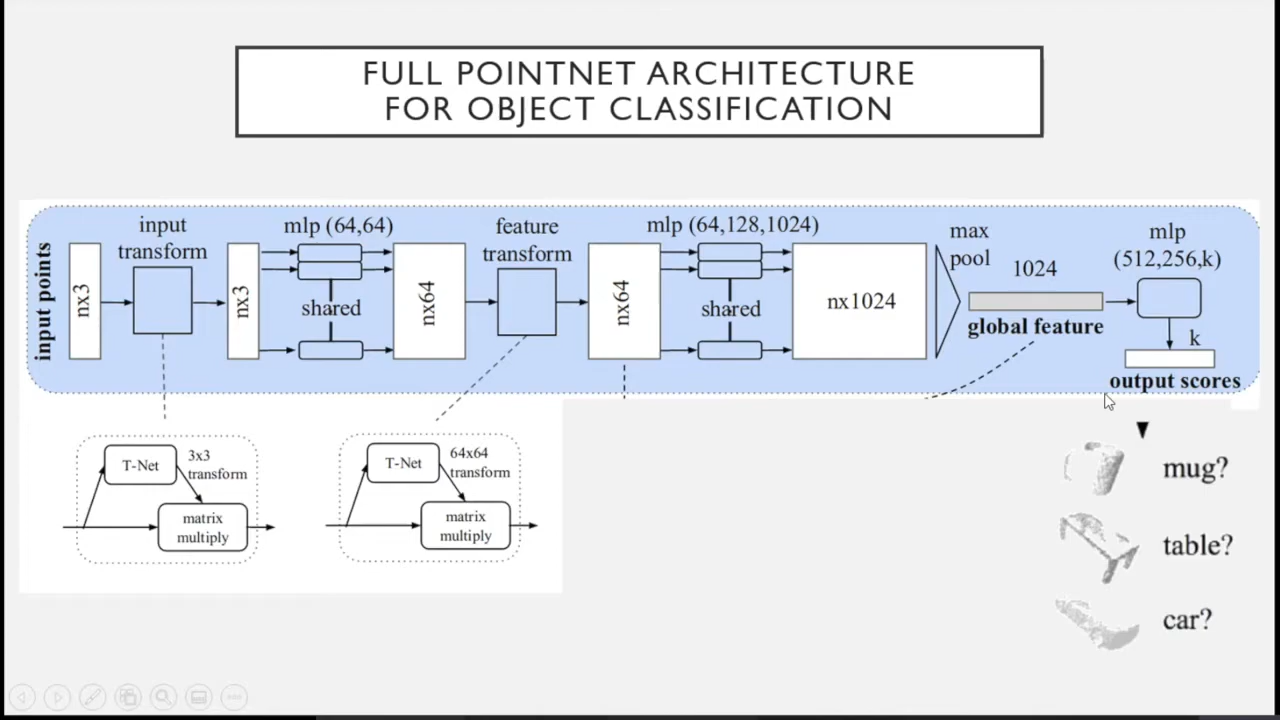 FULL POINTNET ARCHITECTURE
FOR OBJECT CLASSIFICATION
input points
nx3
input
transform
nx3
mlp (64,64)
shared
nx64
feature
transform
nx64
mlp (64,128,1024)
shared
nx1024
max
pool
1024
global feature
mlp
(512,256,k)
k
output scores
T-Net
3x3
transform
matrix
multiply
T-Net
64x64
transform
matrix
multiply
mug?
table?
car?